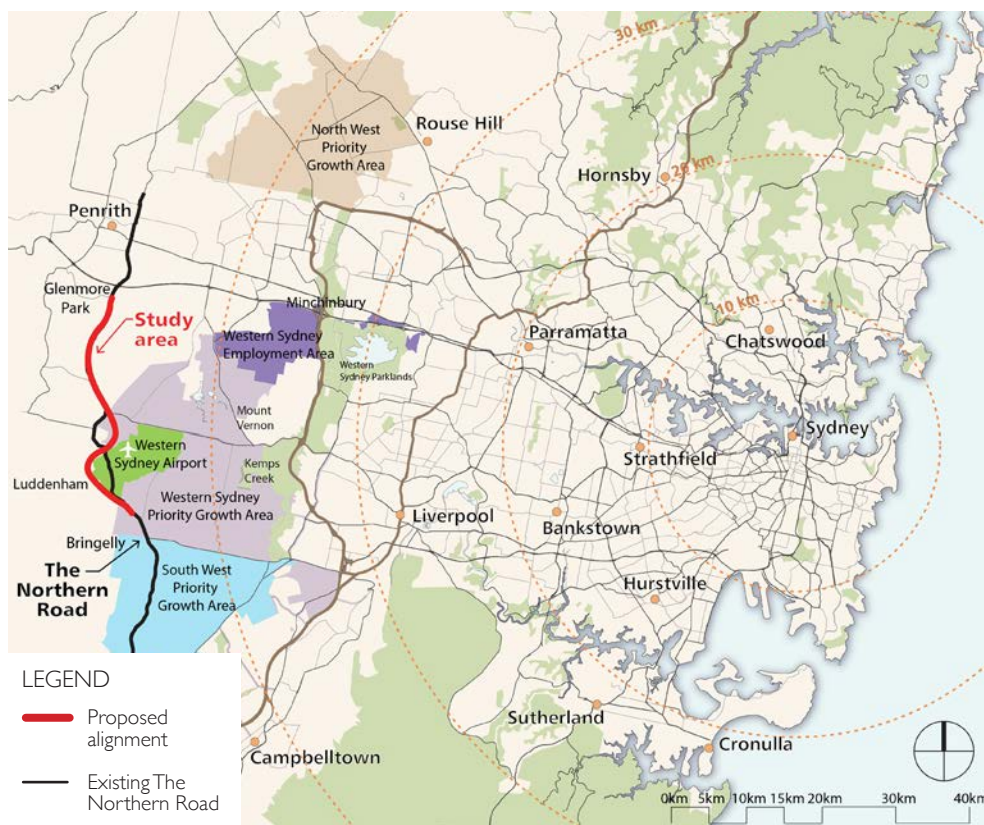 30 km
North West
Priority
Growth Area
Rouse Hill
Hornsby
20 km
Penrith
Glenmore
Park
Study
area
Minchinbury
10 km
Western Sydney
Employment Area
Parramatta
Chatswood
Western
Sydney Parklands
Mount
Vernon
Sydney
Western
Sydney Airport
Strathfield
Kemps
Creek
Luddenham
Western Sydney
Priority Growth Area
Liverpool
Bankstown
Bringelly
The
Northern
Road
South West
Priority
Growth Area
Hurstville
LEGEND
Proposed
alignment
Existing The
Northern Road
Sutherland
Cronulla
Campbelltown
0km 5km 10km 15km 20km 30km 40km